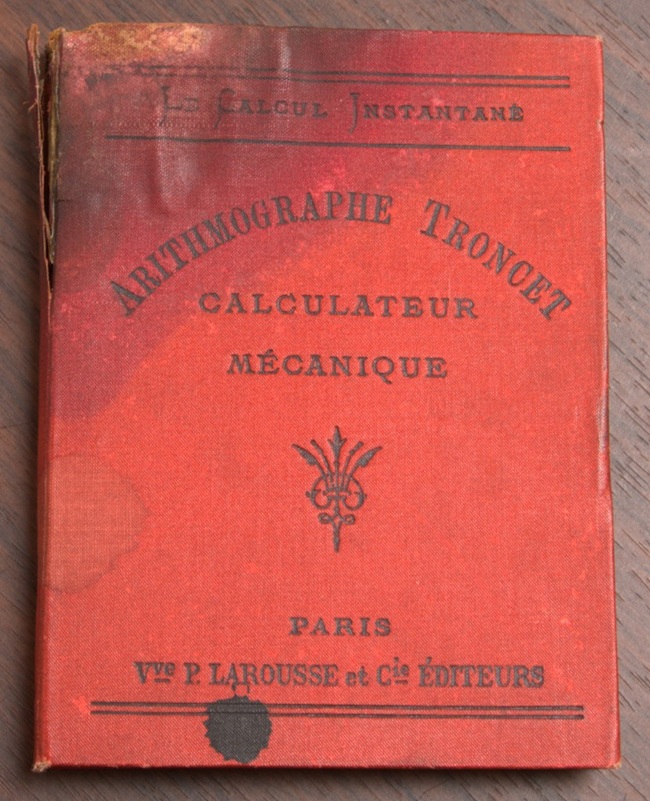 Le Calcul Instantané
ARITHMOGRAPHE TRONCET
CALCULATEUR
MÉCANIQUE
PARIS
Vve P. LAROUSSE et Cie ÉDITEURS